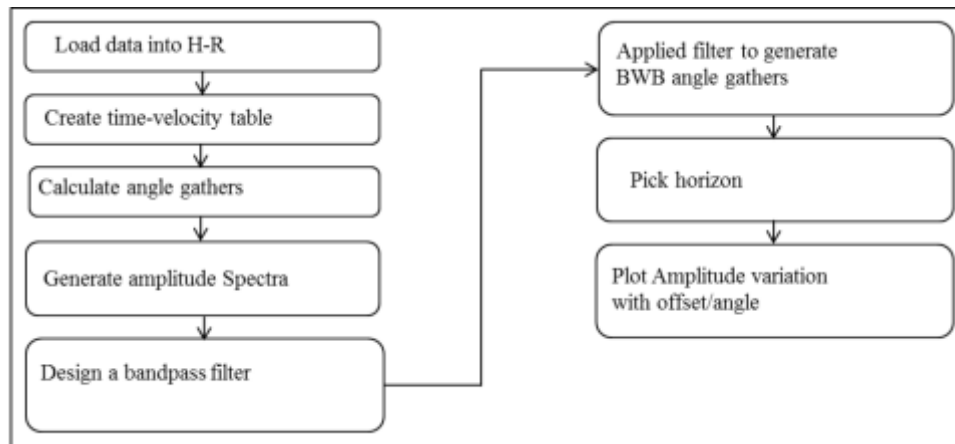 Load data into H-R
Create time-velocity table
Calculate angle gathers
Generate amplitude Spectra
Design a bandpass filter
Applied filter to generate
BWB angle gathers
Pick horizon
Plot Amplitude variation
with offset/angle